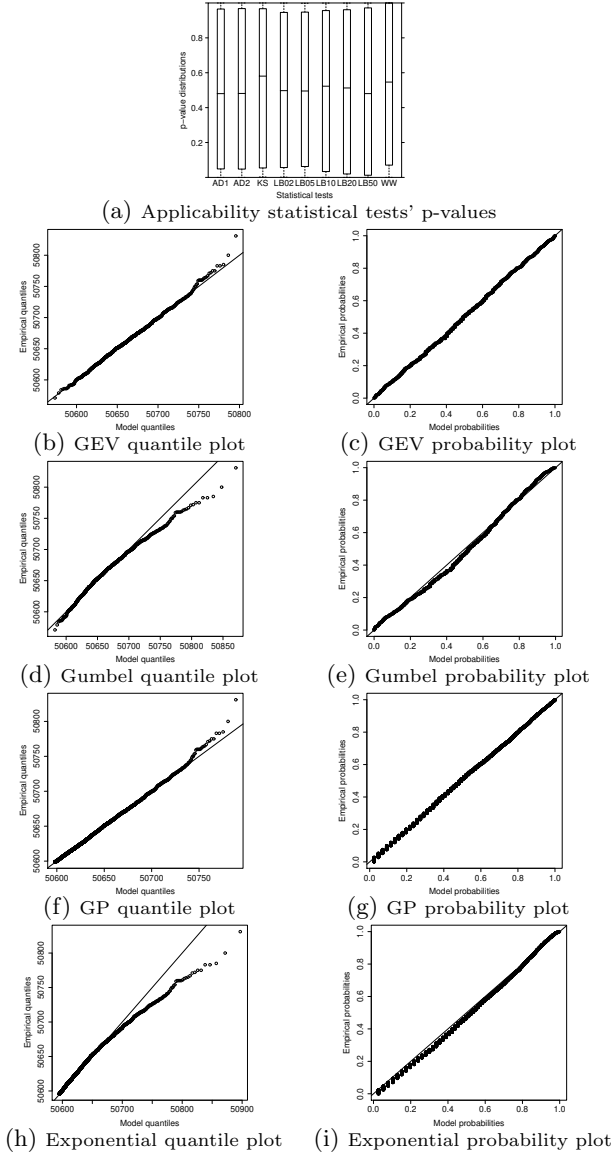 0.2 0.4 0.6 0.8
p−value distributions
AD1 AD2 KS LB02 LB05 LB10 LB20 LB50 WW
Statistical tests
(a) Applicability statistical tests' p-values
50600 50650 50700 50750 50800
Empirical quantiles
50600 50650 50700 50750 50800
Model quantiles
(b) GEV quantile plot
0.0 0.2 0.4 0.6 0.8 1.0
Empirical probabilities
0.0 0.2 0.4 0.6 0.8 1.0
Model probabilities
(c) GEV probability plot
50600 50650 50700 50750 50800
Empirical quantiles
50600 50650 50700 50750 50800 50850
Model quantiles
(d) Gumbel quantile plot
0.0 0.2 0.4 0.6 0.8 1.0
Empirical probabilities
0.0 0.2 0.4 0.6 0.8 1.0
Model probabilities
(e) Gumbel probability plot
50600 50650 50700 50750 50800
Empirical quantiles
50600 50650 50700 50750
Model quantiles
(f) GP quantile plot
0.0 0.2 0.4 0.6 0.8 1.0
Empirical probabilities
0.0 0.2 0.4 0.6 0.8 1.0
Model probabilities
(g) GP probability plot
50600 50650 50700 50750 50800
Empirical quantiles
50600 50700 50800 50900
Model quantiles
(h) Exponential quantile plot
0.0 0.2 0.4 0.6 0.8 1.0
Empirical probabilities
0.0 0.2 0.4 0.6 0.8 1.0
Model probabilities
(i) Exponential probability plot